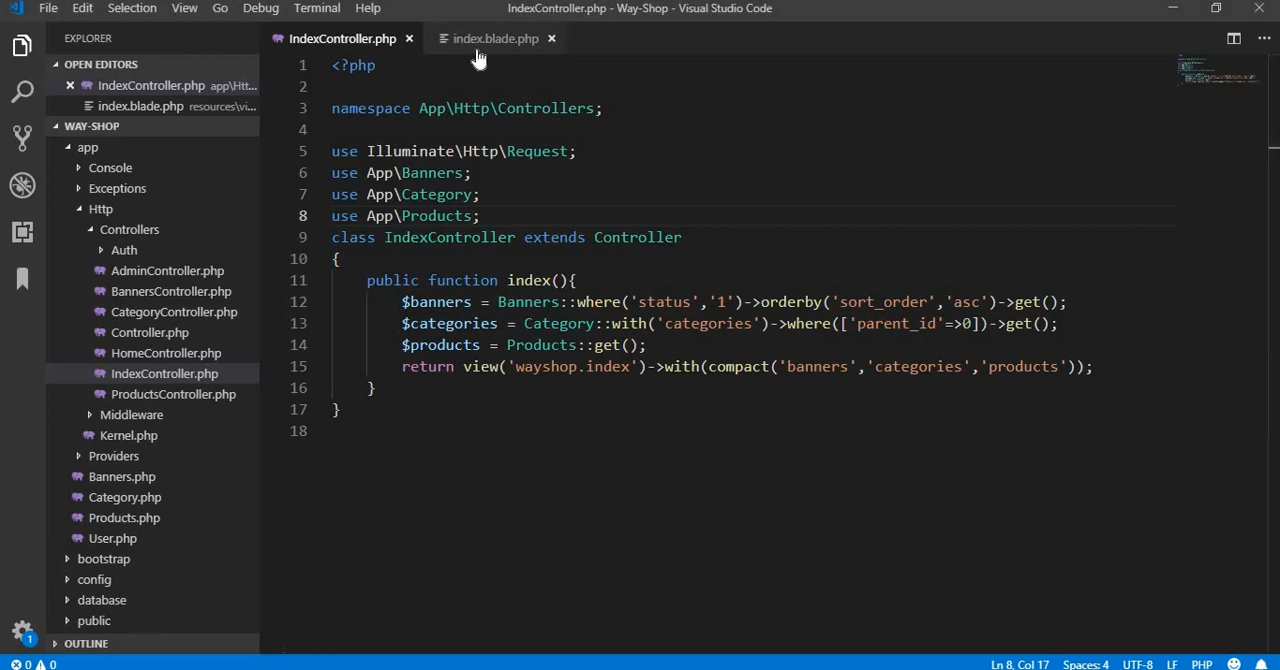 File Edit Selection View Go Debug Terminal Help IndexController.php - Way-Shop - Visual Studio Code
EXPLORER
OPEN EDITORS
IndexController.php app\Htt...
index.blade.php resources\vi...
WAY-SHOP
app
Console
Exceptions
Http
Controllers
Auth
AdminController.php
BannersController.php
CategoryController.php
Controller.php
HomeController.php
IndexController.php
ProductsController.php
Middleware
Kernel.php
Providers
Banners.php
Category.php
Products.php
User.php
bootstrap
config
database
public
OUTLINE
1
IndexController.php index.blade.php
1 <?php
2
3 namespace App\Http\Controllers;
4
5 use Illuminate\Http\Request;
6 use App\Banners;
7 use App\Category;
8 use App\Products;
9 class IndexController extends Controller
10 {
11 public function index(){
12 $banners = Banners::where('status','1')->orderby('sort_order','asc')->get();
13 $categories = Category::with('categories')->where(['parent_id'=>0])->get();
14 $products = Products::get();
15 return view('wayshop.index')->with(compact('banners','categories','products'));
16 }
17 }
18
0 0 Ln 8, Col 17 Spaces: 4 UTF-8 LF PHP